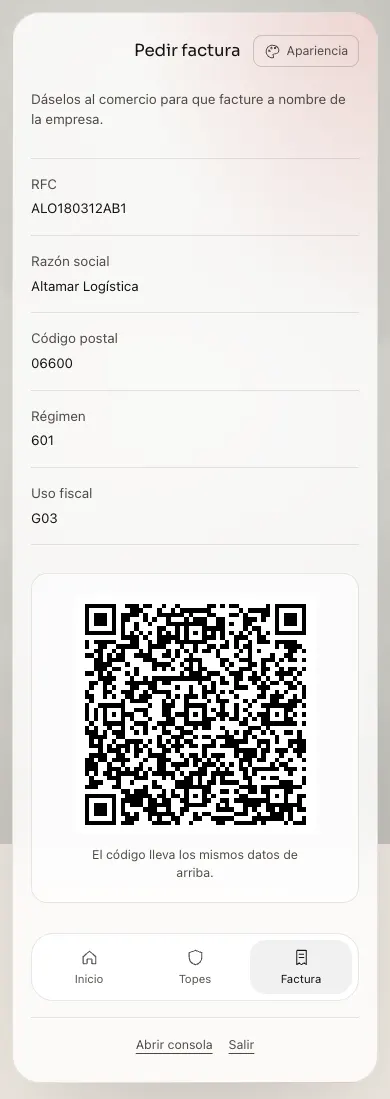 Pedir factura
Apariencia
Dáselos al comercio para que facture a nombre de
la empresa.
RFC
ALO180312AB1
Razón social
Altamar Logística
Código postal
06600
Régimen
601
Uso fiscal
G03
El código lleva los mismos datos de
arriba.
Inicio
Topes
Factura
Abrir consola
Salir